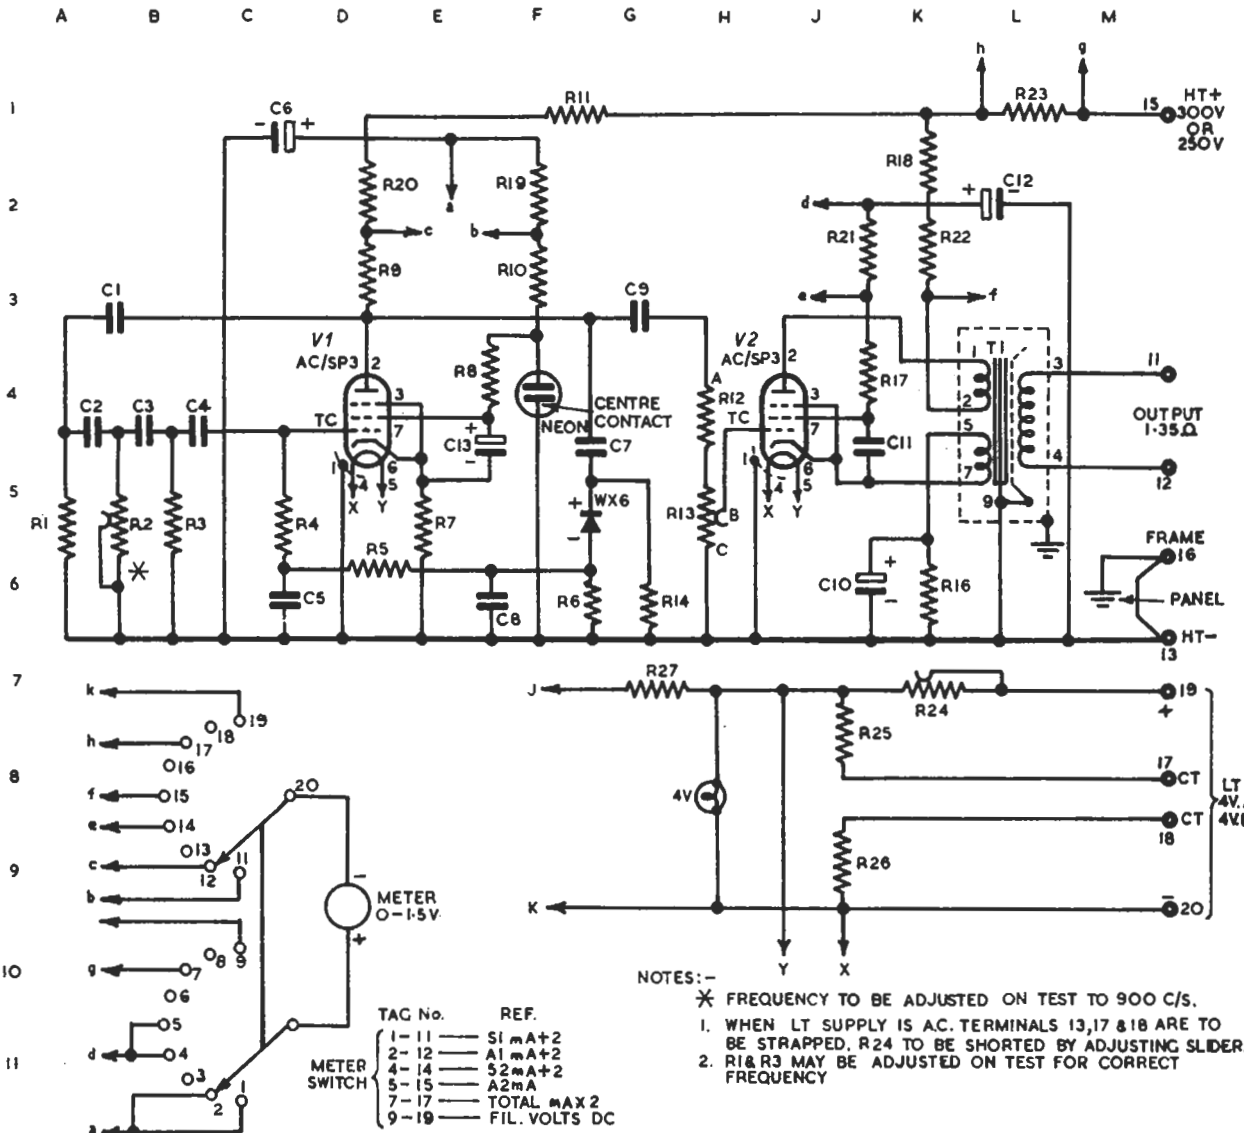 A B C D E F G H J K L M
h g
1 C6 R11 R23 15 HT+
- + 300V
OR
250V
R18
R20 R19 + C12 -
2 a d
c b R21 R22
R9 R10
3 C1 C9 e f
V1 V2 1 T1 3 11
AC/SP3 2 R8 AC/SP3 2
A R17
4 3 CENTRE R12 3 2 OUTPUT
C2 C3 C4 TC 7 + NEON CONTACT TC 7 5 1·35Ω
C13 - C7 C11 7 4
1 6 1 6 12
4 5 4 5
5 X Y + WX6 R13 B X Y 9
R1 R2 R3 R4 R7 - C FRAME
* R5 + 16
6 C5 C8 R6 R14 C10 - R16 PANEL
HT-
13
7 k J R27 R24 19
19 +
18 R25
h 17 17
16 CT
8 20 LT
f 15 4V 4V.
e 14 CT 4V.
13 18
9 c 12 11 - R26
b METER -
0-1·5V K 20
+
9
8
10 g 7 Y X
6 NOTES:-
* FREQUENCY TO BE ADJUSTED ON TEST TO 900 C/S.
5 TAG No. REF.
1. WHEN LT SUPPLY IS A.C. TERMINALS 13,17 & 18 ARE TO
BE STRAPPED. R24 TO BE SHORTED BY ADJUSTING SLIDER.
2. R1 & R3 MAY BE ADJUSTED ON TEST FOR CORRECT
FREQUENCY
11 d 4
3
2 1
a
METER
SWITCH
1-11 S1 mA÷2
2-12 A1 mA÷2
4-14 S2mA÷2
5-15 A2mA
7-17 TOTAL mAX2
9-19 FIL. VOLTS DC